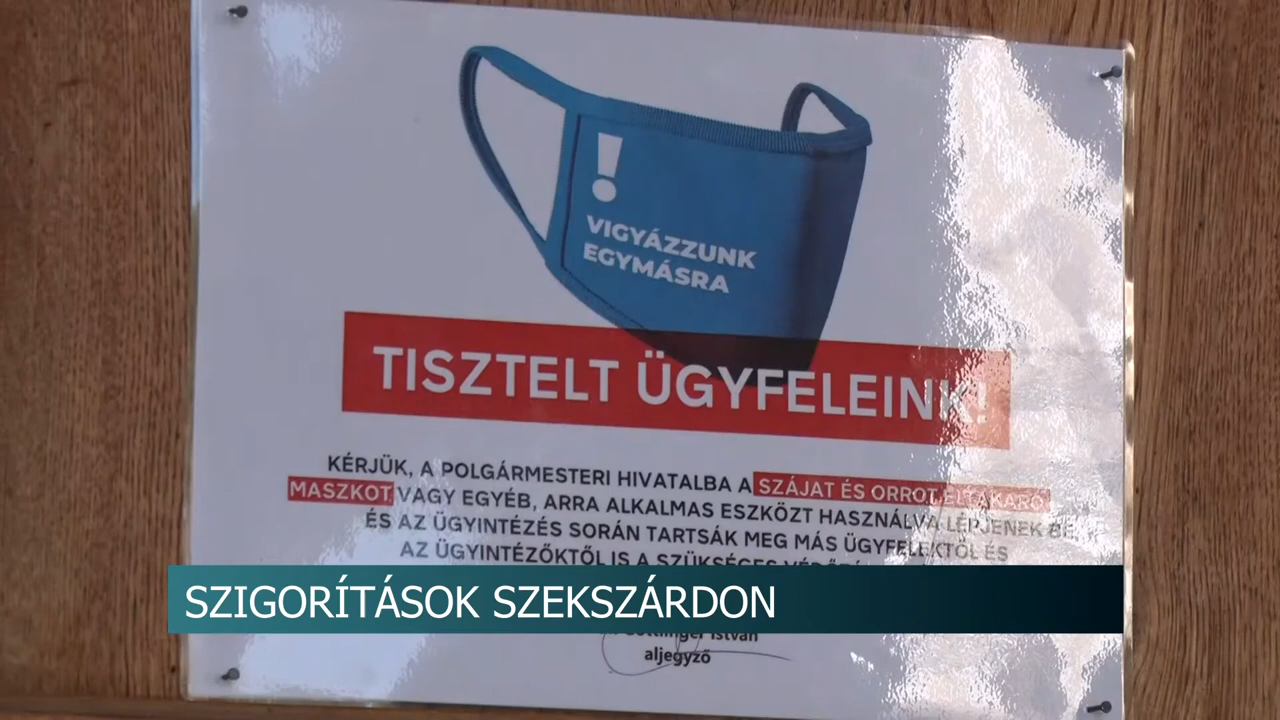 !
VIGYÁZZUNK
EGYMÁSRA
TISZTELT ÜGYFELEINK!
KÉRJÜK, A POLGÁRMESTERI HIVATALBA A SZÁJAT ÉS ORROT ELTAKARÓ
MASZKOT VAGY EGYÉB, ARRA ALKALMAS ESZKÖZT HASZNÁLVA LÉPJENEK BE,
ÉS AZ ÜGYINTÉZÉS SORÁN TARTSÁK MEG MÁS ÜGYFELEKTŐL ÉS
AZ ÜGYINTÉZŐKTŐL IS A SZÜKSÉGES
SZIGORÍTÁSOK SZEKSZÁRDON
István
aljegyző